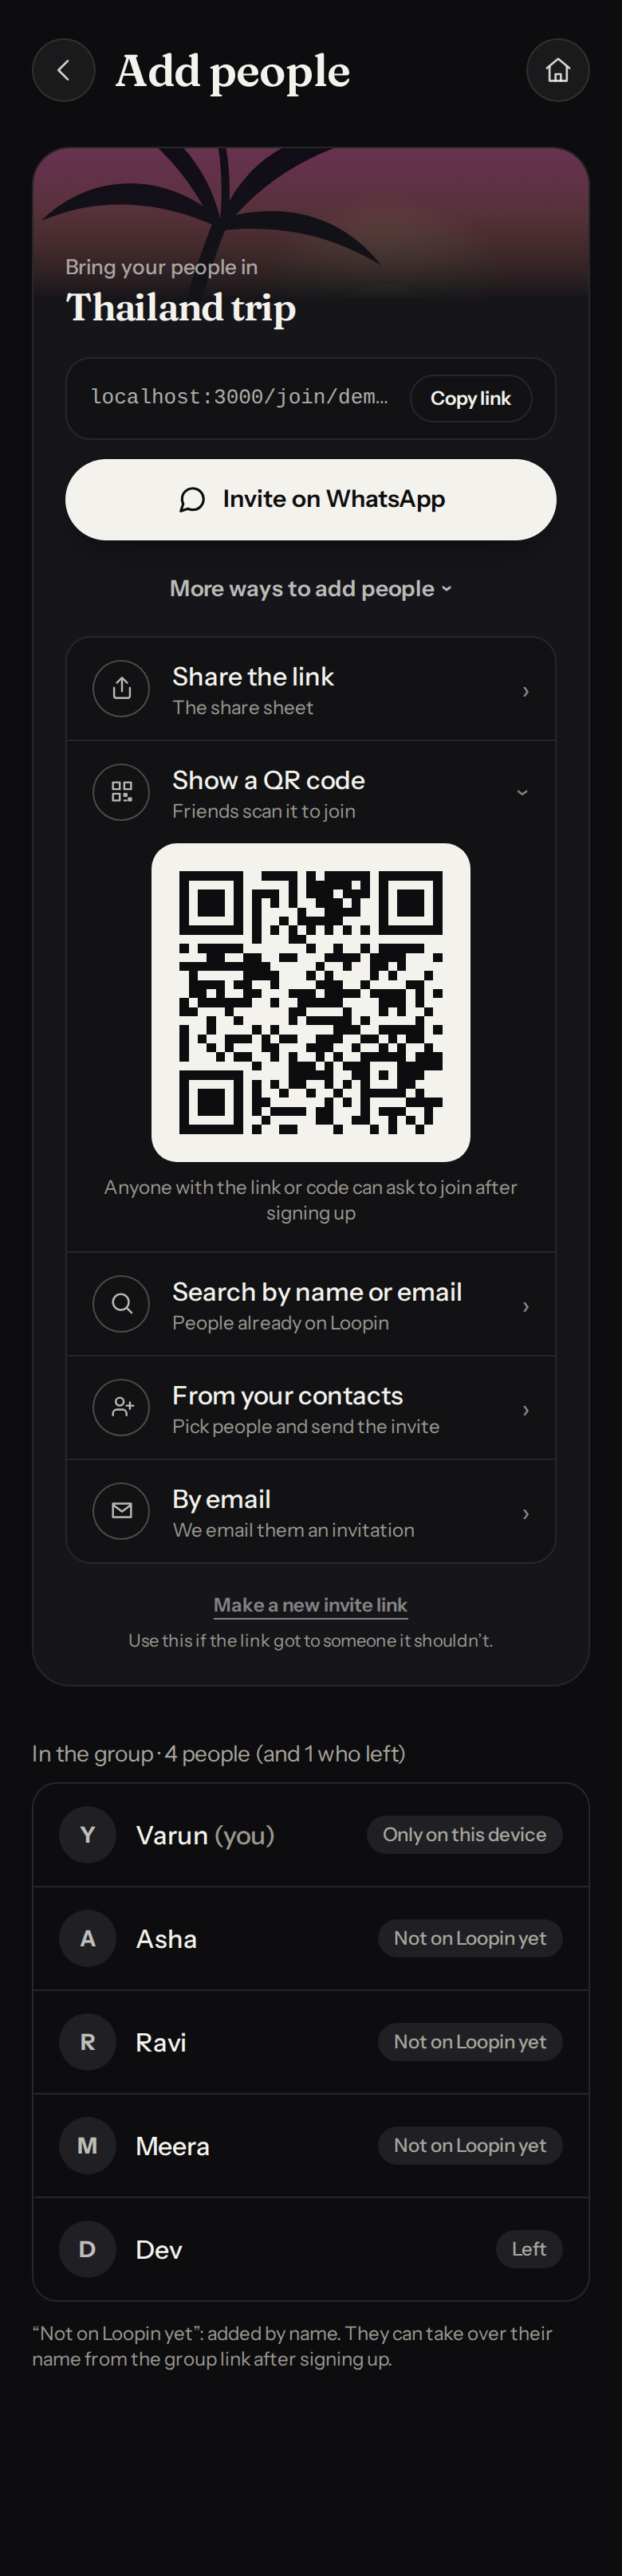 Add people
Bring your people in
Thailand trip
localhost:3000/join/dem…
Copy link
Invite on WhatsApp
More ways to add people
Share the link
The share sheet
Show a QR code
Friends scan it to join
Anyone with the link or code can ask to join after
signing up
Search by name or email
People already on Loopin
From your contacts
Pick people and send the invite
By email
We email them an invitation
Make a new invite link
Use this if the link got to someone it shouldn’t.
In the group · 4 people (and 1 who left)
Y
Varun (you)
Only on this device
A
Asha
Not on Loopin yet
R
Ravi
Not on Loopin yet
M
Meera
Not on Loopin yet
D
Dev
Left
“Not on Loopin yet”: added by name. They can take over their
name from the group link after signing up.